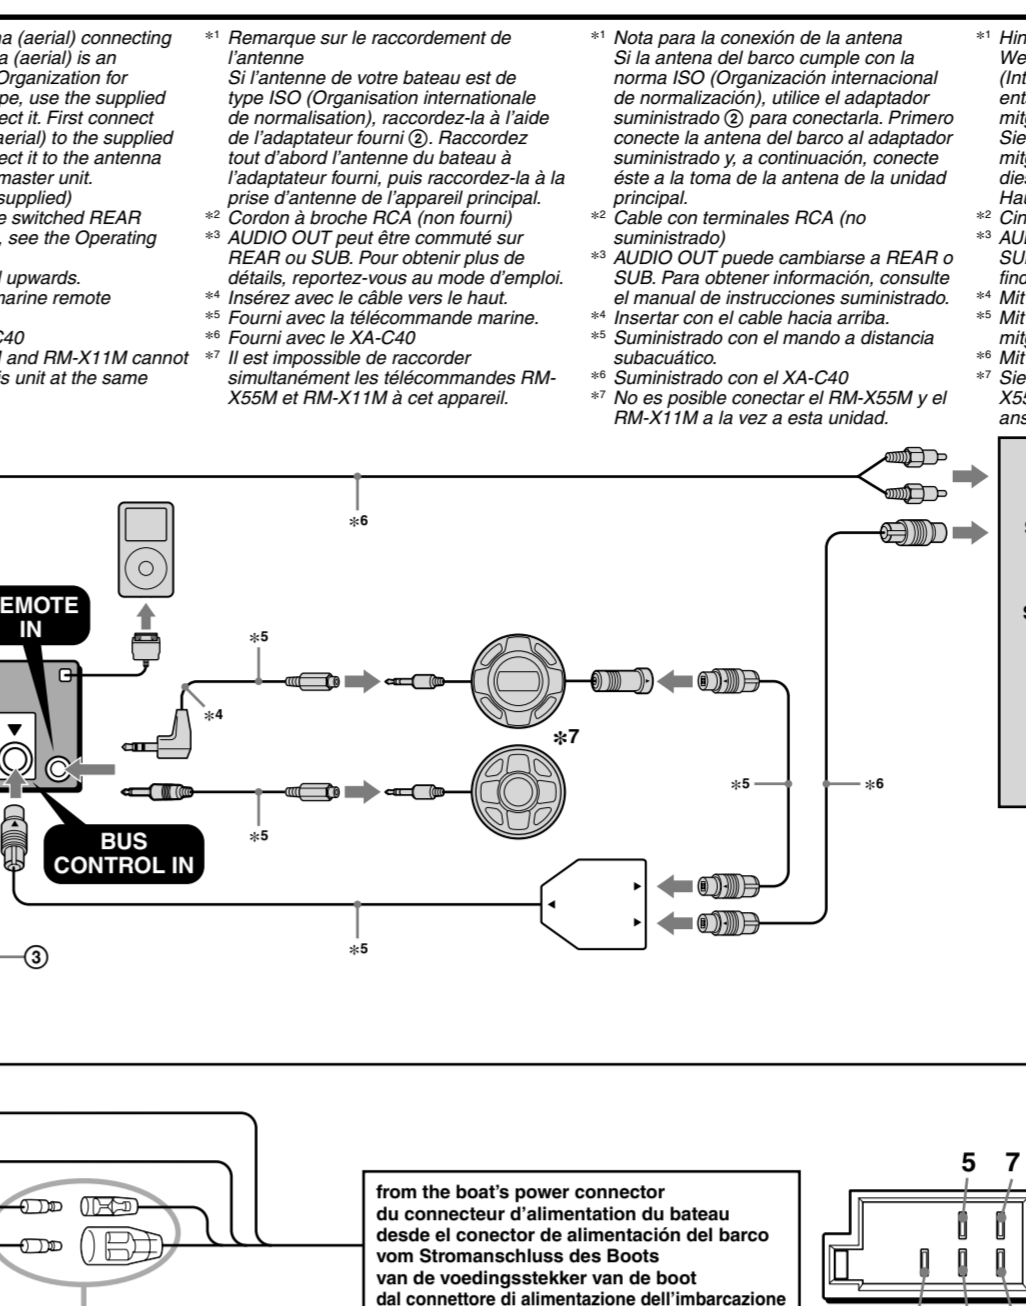 na (aerial) connecting
a (aerial) is an
Organization for
pe, use the supplied
ect it. First connect
aerial) to the supplied
ect it to the antenna
master unit.
supplied)
e switched REAR
, see the Operating
l upwards.
narine remote
C40
M and RM-X11M cannot
is unit at the same
*1 Remarque sur le raccordement de
l'antenne
Si l'antenne de votre bateau est de
type ISO (Organisation internationale
de normalisation), raccordez-la à l'aide
de l'adaptateur fourni ②. Raccordez
tout d'abord l'antenne du bateau à
l'adaptateur fourni, puis raccordez-la à la
prise d'antenne de l'appareil principal.
*2 Cordon à broche RCA (non fourni)
*3 AUDIO OUT peut être commuté sur
REAR ou SUB. Pour obtenir plus de
détails, reportez-vous au mode d'emploi.
*4 Insérez avec le câble vers le haut.
*5 Fourni avec la télécommande marine.
*6 Fourni avec le XA-C40
*7 Il est impossible de raccorder
simultanément les télécommandes RM-
X55M et RM-X11M à cet appareil.
*1 Nota para la conexión de la antena
Si la antena del barco cumple con la
norma ISO (Organización internacional
de normalización), utilice el adaptador
suministrado ② para conectarla. Primero
conecte la antena del barco al adaptador
suministrado y, a continuación, conecte
éste a la toma de la antena de la unidad
principal.
*2 Cable con terminales RCA (no
suministrado)
*3 AUDIO OUT puede cambiarse a REAR o
SUB. Para obtener información, consulte
el manual de instrucciones suministrado.
*4 Insertar con el cable hacia arriba.
*5 Suministrado con el mando a distancia
subacuático.
*6 Suministrado con el XA-C40
*7 No es posible conectar el RM-X55M y el
RM-X11M a la vez a esta unidad.
*1 Hin
We
(Int
ent
mitg
Sie
mitg
dies
Hau
*2 Cin
*3 AUD
SUB
find
*4 Mit
*5 Mit
mitg
*6 Mit
*7 Sie
X55
ans
*6
EMOTE
IN
*5
*4
*7
*5
*6
*5
BUS
CONTROL IN
*5
③
5 7
from the boat's power connector
du connecteur d'alimentation du bateau
desde el conector de alimentación del barco
vom Stromanschluss des Boots
van de voedingsstekker van de boot
dal connettore di alimentazione dell'imbarcazione